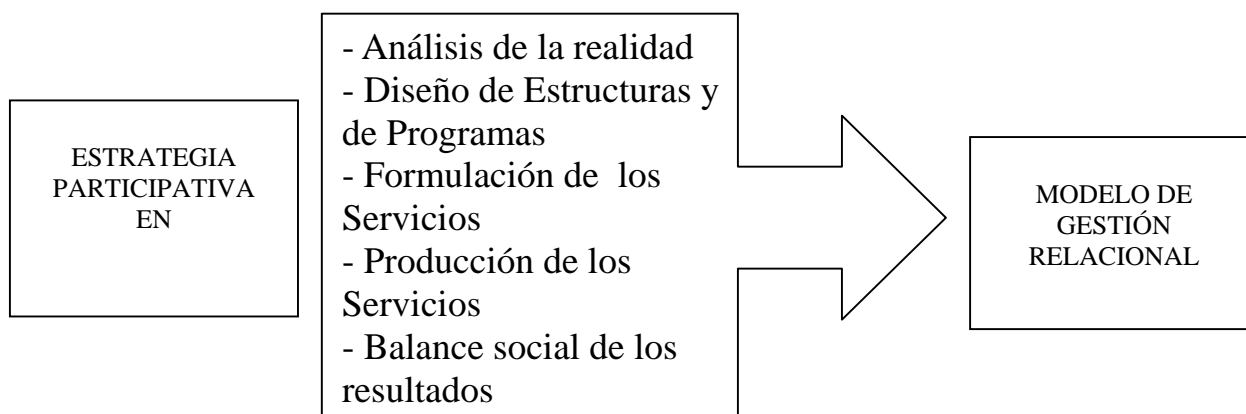 ESTRATEGIA
PARTICIPATIVA
EN
- Análisis de la realidad
- Diseño de Estructuras y
de Programas
- Formulación de los
Servicios
- Producción de los
Servicios
- Balance social de los
resultados
MODELO DE
GESTIÓN
RELACIONAL